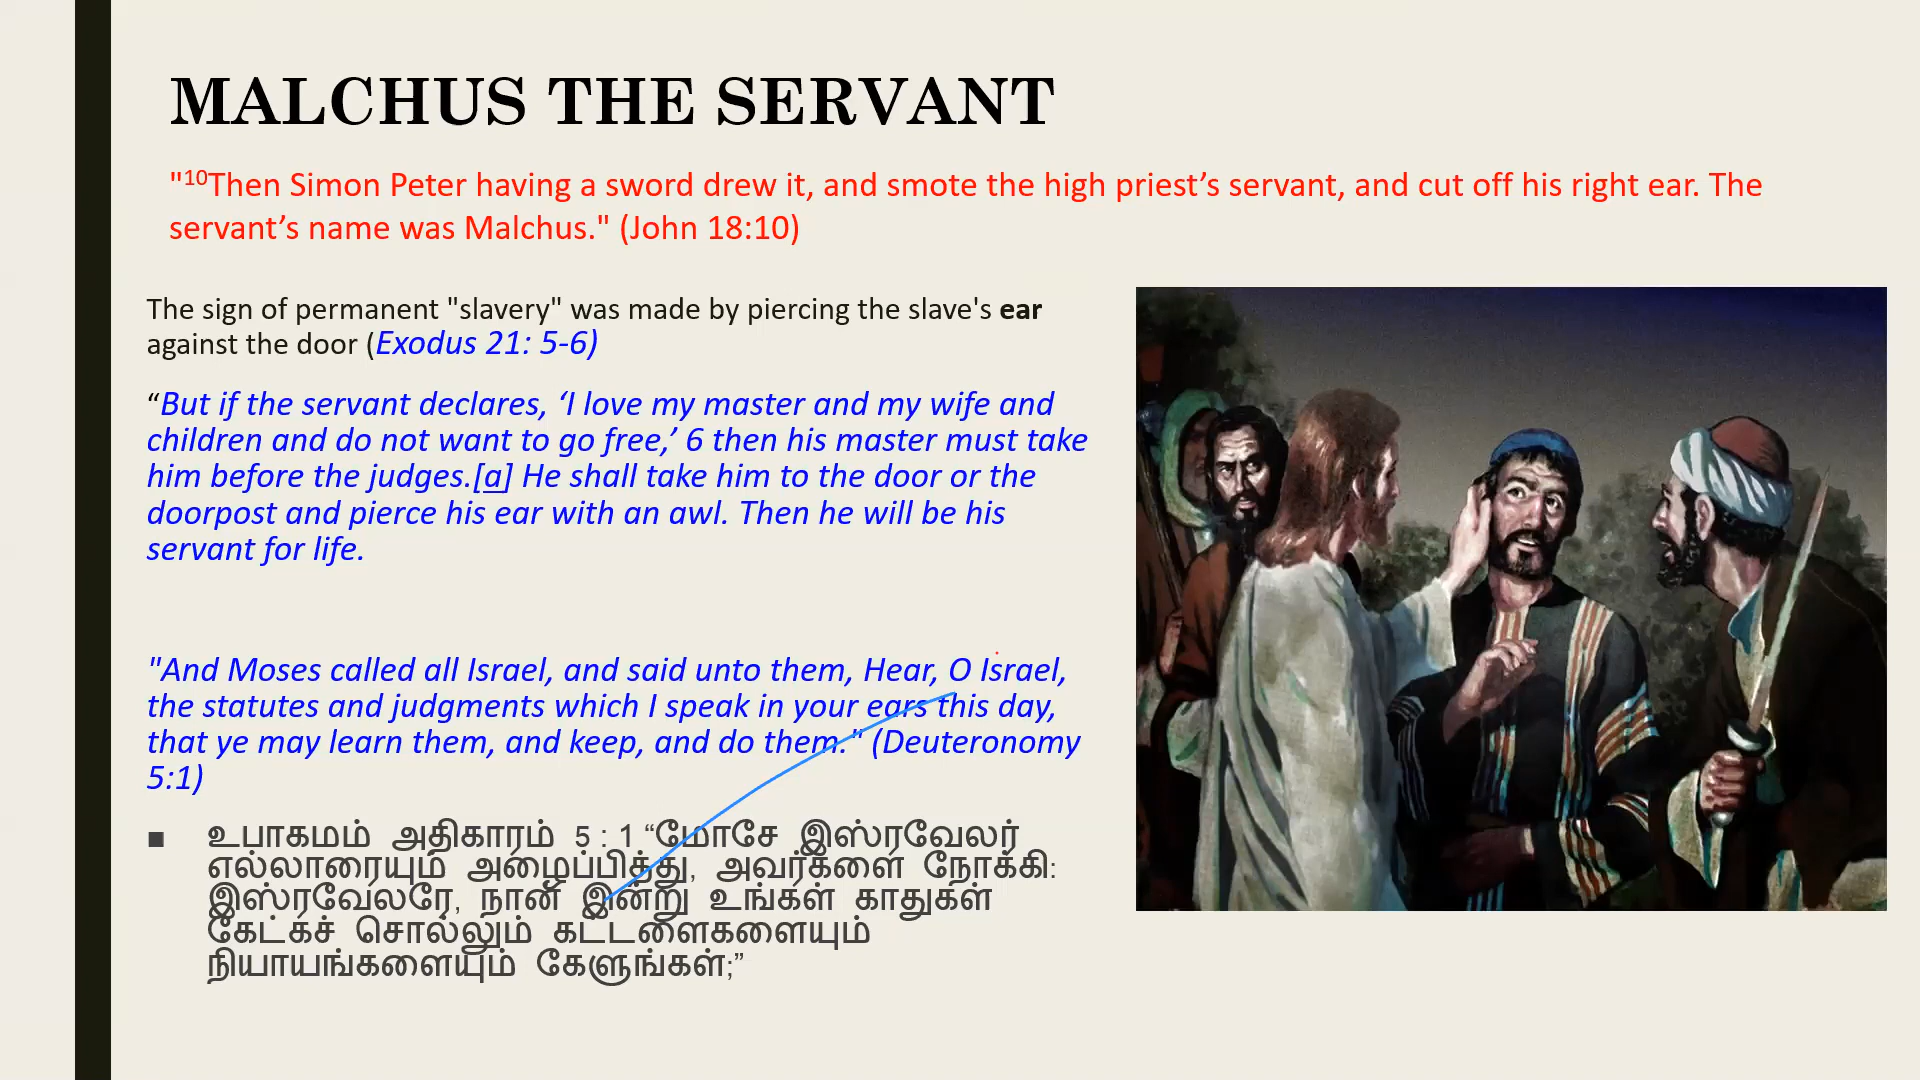 MALCHUS THE SERVANT
"10Then Simon Peter having a sword drew it, and smote the high priest’s servant, and cut off his right ear. The
servant’s name was Malchus." (John 18:10)
The sign of permanent "slavery" was made by piercing the slave's ear
against the door (Exodus 21: 5-6)
“But if the servant declares, ‘I love my master and my wife and
children and do not want to go free,’ 6 then his master must take
him before the judges.[a] He shall take him to the door or the
doorpost and pierce his ear with an awl. Then he will be his
servant for life.
"And Moses called all Israel, and said unto them, Hear, O Israel,
the statutes and judgments which I speak in your ears this day,
that ye may learn them, and keep, and do them." (Deuteronomy
5:1)
■ உபாகமம் அதிகாரம் 5 : 1 “மோசே இஸ்ரவேலர்
எல்லாரையும் அழைப்பித்து, அவர்களை நோக்கி:
இஸ்ரவேலரே, நான் இன்று உங்கள் காதுகள்
கேட்கச் சொல்லும் கட்டளைகளையும்
நியாயங்களையும் கேளுங்கள்;”